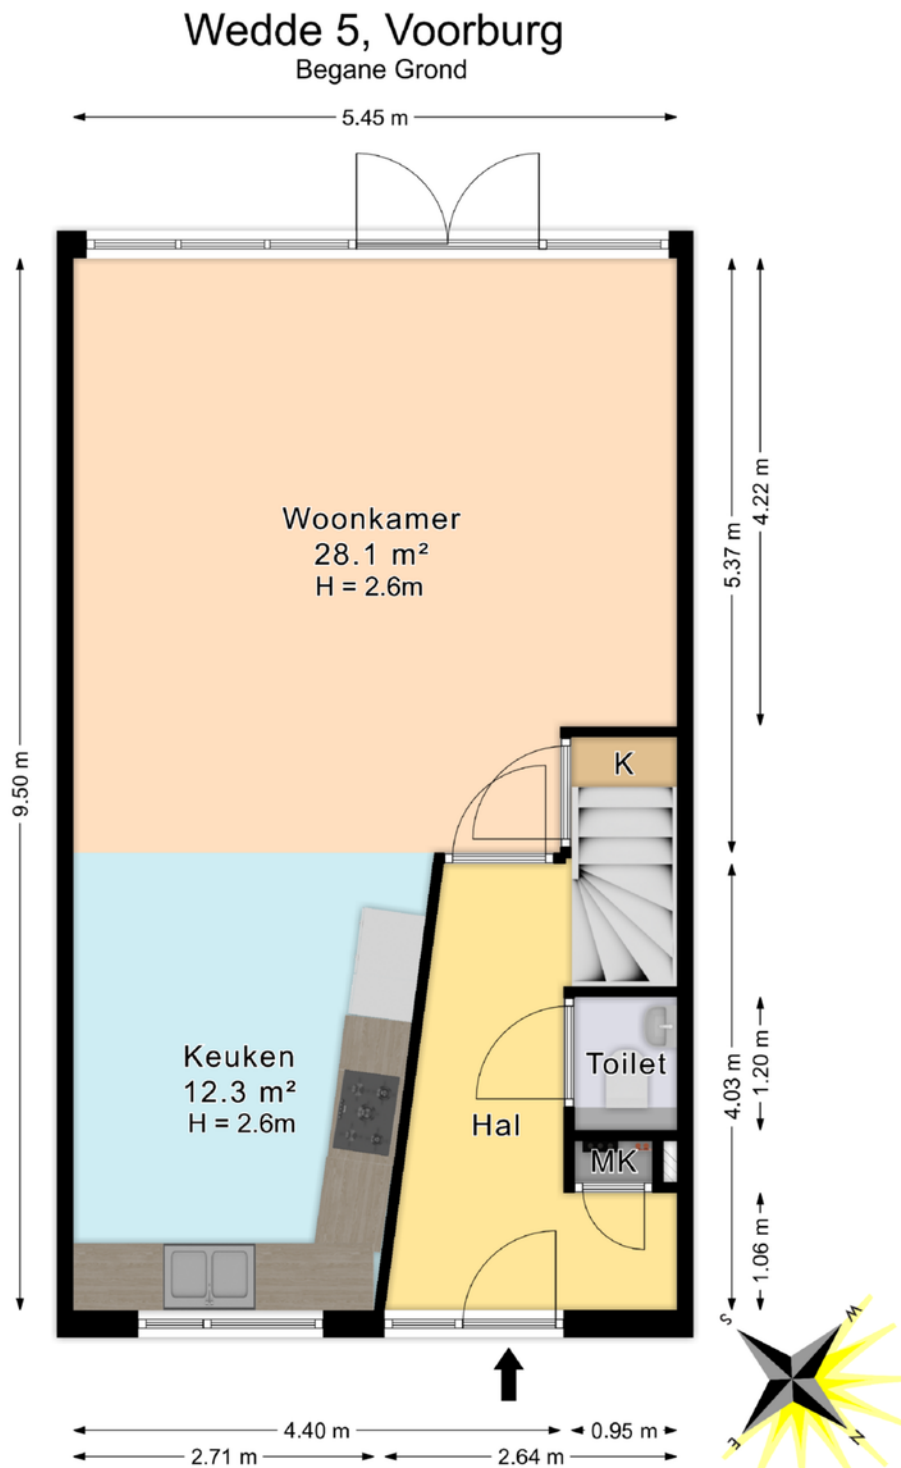 Wedde 5, Voorburg
Begane Grond
5.45 m
Woonkamer
28.1 m²
H = 2.6m
4.22 m
5.37 m
9.50 m
K
Keuken
12.3 m²
H = 2.6m
Hal
Toilet
MK
1.20 m
4.03 m
1.06 m
S
W
E
N
4.40 m
0.95 m
2.71 m
2.64 m